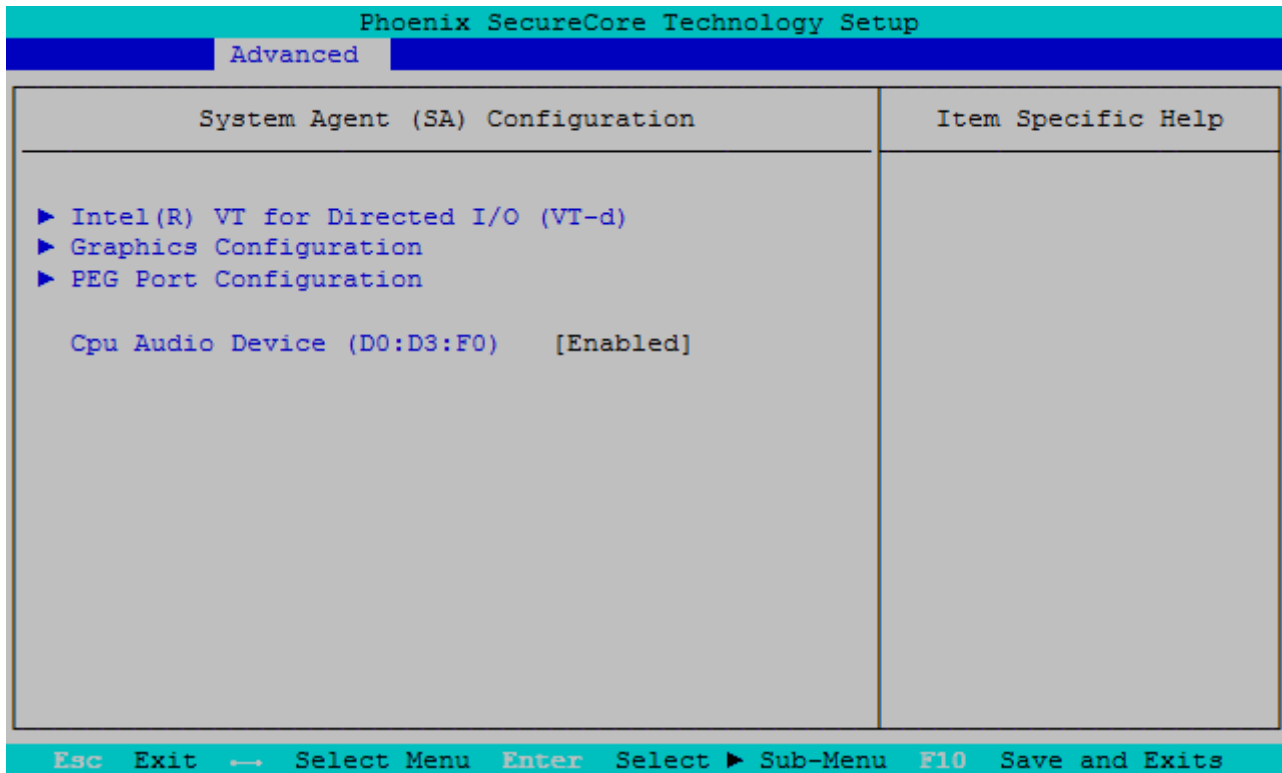 Phoenix SecureCore Technology Setup
Advanced
System Agent (SA) Configuration
Item Specific Help
► Intel(R) VT for Directed I/O (VT-d)
► Graphics Configuration
► PEG Port Configuration
Cpu Audio Device (D0:D3:F0) [Enabled]
Esc Exit ←→ Select Menu Enter Select ► Sub-Menu F10 Save and Exits